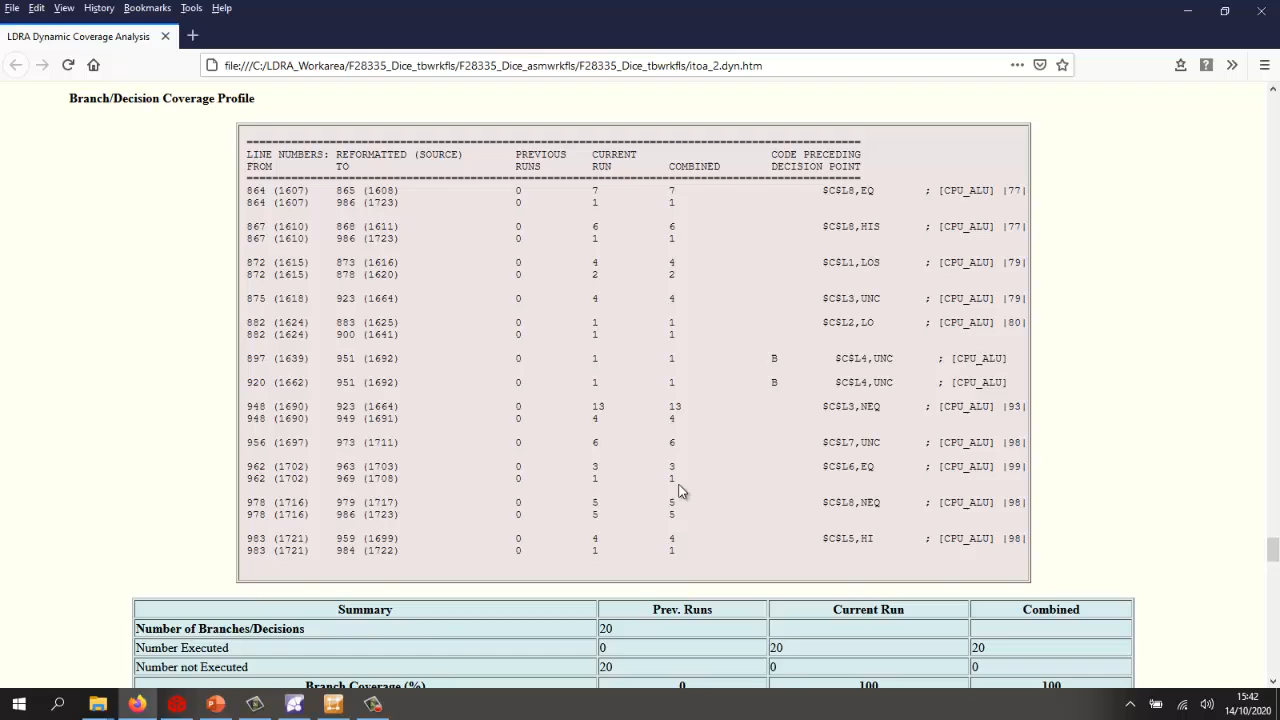 File Edit View History Bookmarks Tools Help
LDRA Dynamic Coverage Analysis
file:///C:/LDRA_Workarea/F28335_Dice_tbwrkfls/F28335_Dice_asmwrkfls/F28335_Dice_tbwrkfls/itoa_2.dyn.htm
Branch/Decision Coverage Profile
================================================================================
LINE NUMBERS: REFORMATTED (SOURCE) PREVIOUS CURRENT CODE PRECEDING
FROM TO RUNS RUN COMBINED DECISION POINT
================================================================================
864 (1607) 865 (1608) 0 7 7 $C$L8,EQ ; [CPU_ALU] |77|
864 (1607) 986 (1723) 0 1 1
867 (1610) 868 (1611) 0 6 6 $C$L8,HIS ; [CPU_ALU] |77|
867 (1610) 986 (1723) 0 1 1
872 (1615) 873 (1616) 0 4 4 $C$L1,LOS ; [CPU_ALU] |79|
872 (1615) 878 (1620) 0 2 2
875 (1618) 923 (1664) 0 4 4 $C$L3,UNC ; [CPU_ALU] |79|
882 (1624) 883 (1625) 0 1 1 $C$L2,LO ; [CPU_ALU] |80|
882 (1624) 900 (1641) 0 1 1
897 (1639) 951 (1692) 0 1 1 B $C$L4,UNC ; [CPU_ALU]
920 (1662) 951 (1692) 0 1 1 B $C$L4,UNC ; [CPU_ALU]
948 (1690) 923 (1664) 0 13 13 $C$L3,NEQ ; [CPU_ALU] |93|
948 (1690) 949 (1691) 0 4 4
956 (1697) 973 (1711) 0 6 6 $C$L7,UNC ; [CPU_ALU] |98|
962 (1702) 963 (1703) 0 3 3 $C$L6,EQ ; [CPU_ALU] |99|
962 (1702) 969 (1708) 0 1 1
978 (1716) 979 (1717) 0 5 5 $C$L8,NEQ ; [CPU_ALU] |98|
978 (1716) 986 (1723) 0 5 5
983 (1721) 959 (1699) 0 4 4 $C$L5,HI ; [CPU_ALU] |98|
983 (1721) 984 (1722) 0 1 1
Summary Prev. Runs Current Run Combined
Number of Branches/Decisions 20
Number Executed 0 20 20
Number not Executed 20 0 0
Branch Coverage (%) 0 100 100
15:42
14/10/2020